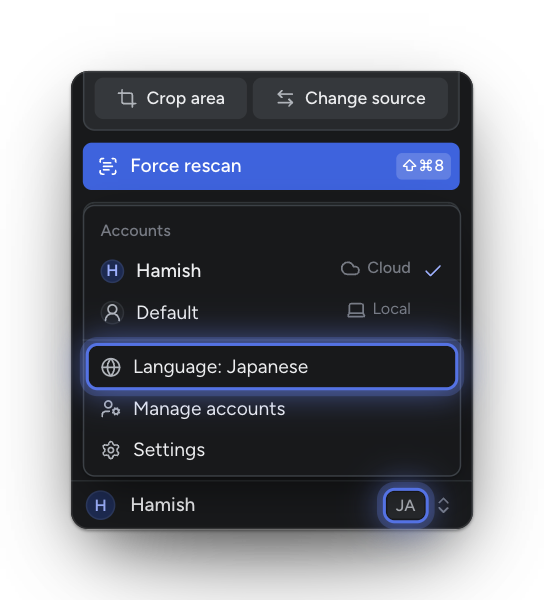 Crop area
Change source
Force rescan
⇧⌘8
Accounts
H Hamish Cloud
Default Local
Language: Japanese
Manage accounts
Settings
H Hamish JA